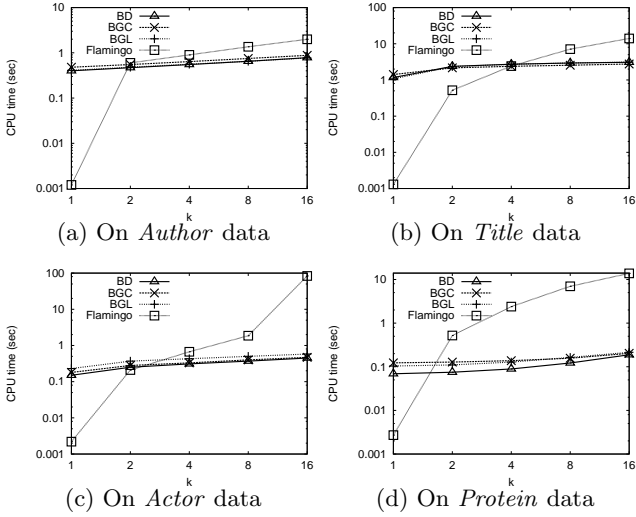 10
1
0.1
0.01
0.001
CPU time (sec)
BD
BGC
BGL
Flamingo
1 2 4 8 16
k
(a) On Author data
100
10
1
0.1
0.01
0.001
CPU time (sec)
BD
BGC
BGL
Flamingo
1 2 4 8 16
k
(b) On Title data
100
10
1
0.1
0.01
0.001
CPU time (sec)
BD
BGC
BGL
Flamingo
1 2 4 8 16
k
(c) On Actor data
10
1
0.1
0.01
0.001
CPU time (sec)
BD
BGC
BGL
Flamingo
1 2 4 8 16
k
(d) On Protein data